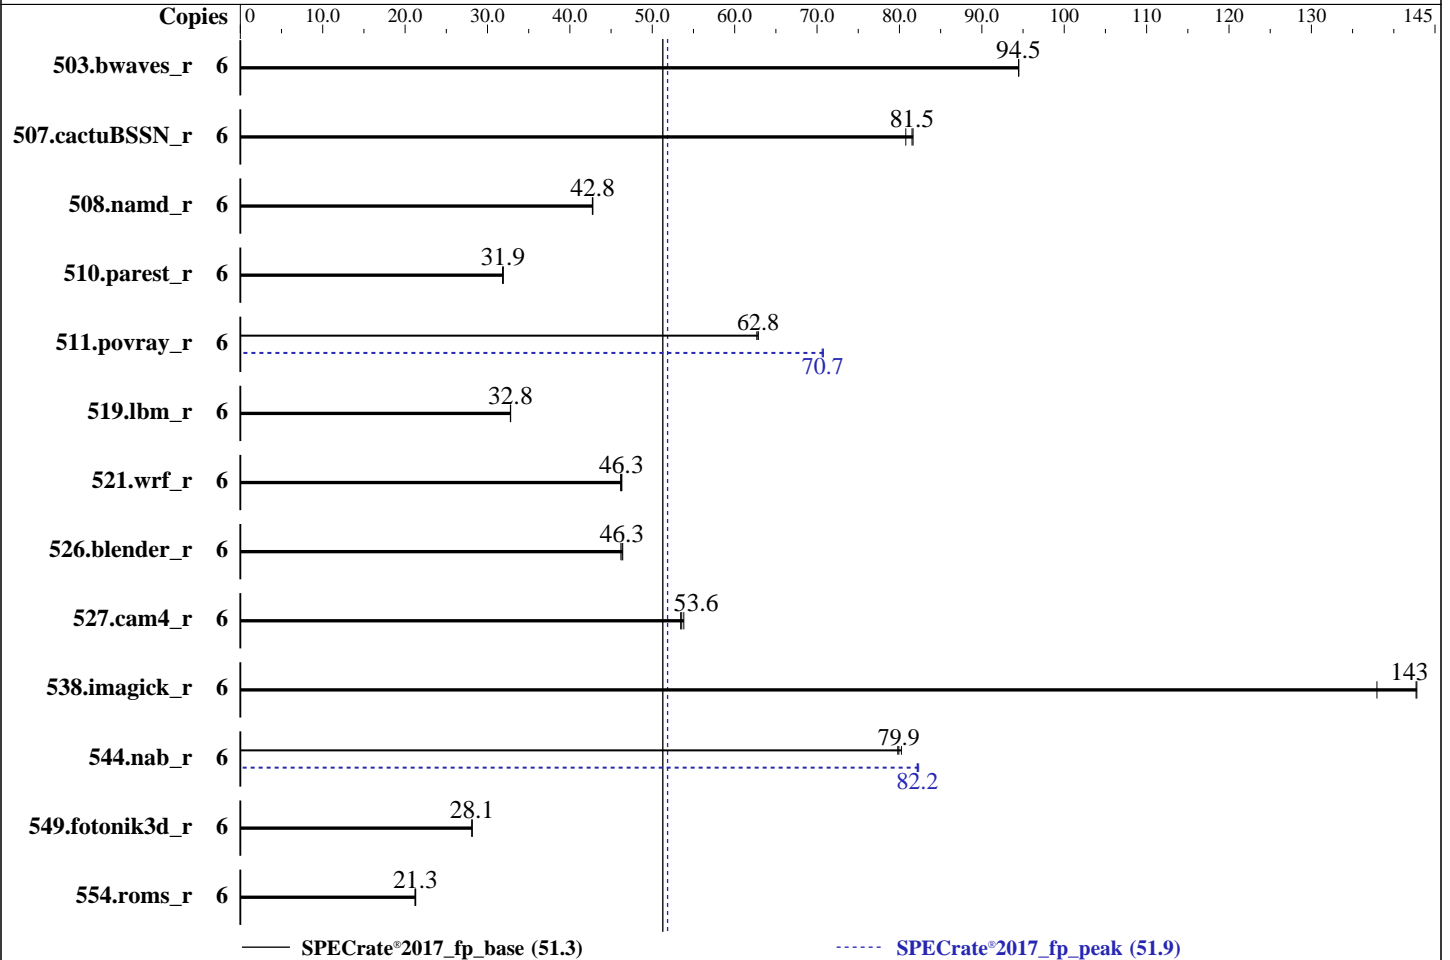 Copies 0 10.0 20.0 30.0 40.0 50.0 60.0 70.0 80.0 90.0 100 110 120 130 145
503.bwaves_r 6 94.5
507.cactuBSSN_r 6 81.5
508.namd_r 6 42.8
510.parest_r 6 31.9
511.povray_r 6 62.8
70.7
519.lbm_r 6 32.8
521.wrf_r 6 46.3
526.blender_r 6 46.3
527.cam4_r 6 53.6
538.imagick_r 6 143
544.nab_r 6 79.9
82.2
549.fotonik3d_r 6 28.1
554.roms_r 6 21.3
SPECrate®2017_fp_base (51.3) SPECrate®2017_fp_peak (51.9)